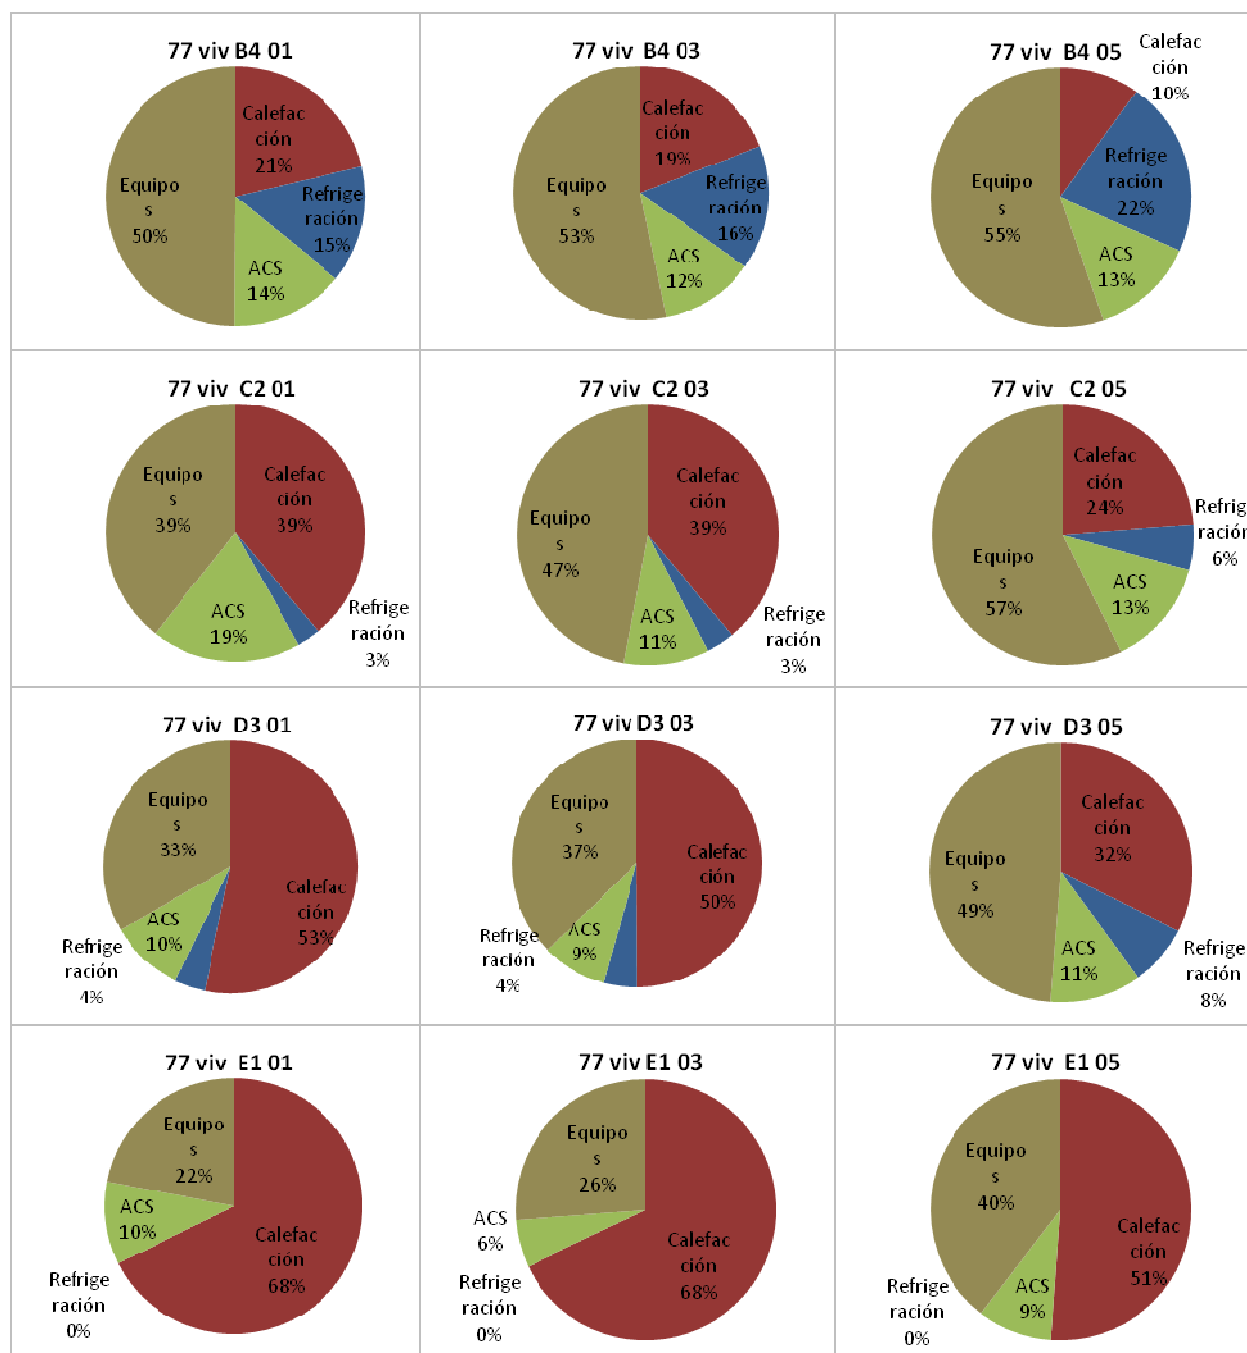 77 viv B4 01
Calefac
ción
21%
Refrige
ración
15%
ACS
14%
Equipo
s
50%
77 viv B4 03
Calefac
ción
19%
Refrige
ración
16%
ACS
12%
Equipo
s
53%
77 viv B4 05
Calefac
ción
10%
Refrige
ración
22%
ACS
13%
Equipo
s
55%
77 viv C2 01
Calefac
ción
39%
Refrige
ración
3%
ACS
19%
Equipo
s
39%
77 viv C2 03
Calefac
ción
39%
Refrige
ración
3%
ACS
11%
Equipo
s
47%
77 viv C2 05
Calefac
ción
24%
Refrige
ración
6%
ACS
13%
Equipo
s
57%
77 viv D3 01
Calefac
ción
53%
Refrige
ración
4%
ACS
10%
Equipo
s
33%
77 viv D3 03
Calefac
ción
50%
Refrige
ración
4%
ACS
9%
Equipo
s
37%
77 viv D3 05
Calefac
ción
32%
Refrige
ración
8%
ACS
11%
Equipo
s
49%
77 viv E1 01
Calefac
ción
68%
Refrige
ración
0%
ACS
10%
Equipo
s
22%
77 viv E1 03
Calefac
ción
68%
Refrige
ración
0%
ACS
6%
Equipo
s
26%
77 viv E1 05
Calefac
ción
51%
Refrige
ración
0%
ACS
9%
Equipo
s
40%